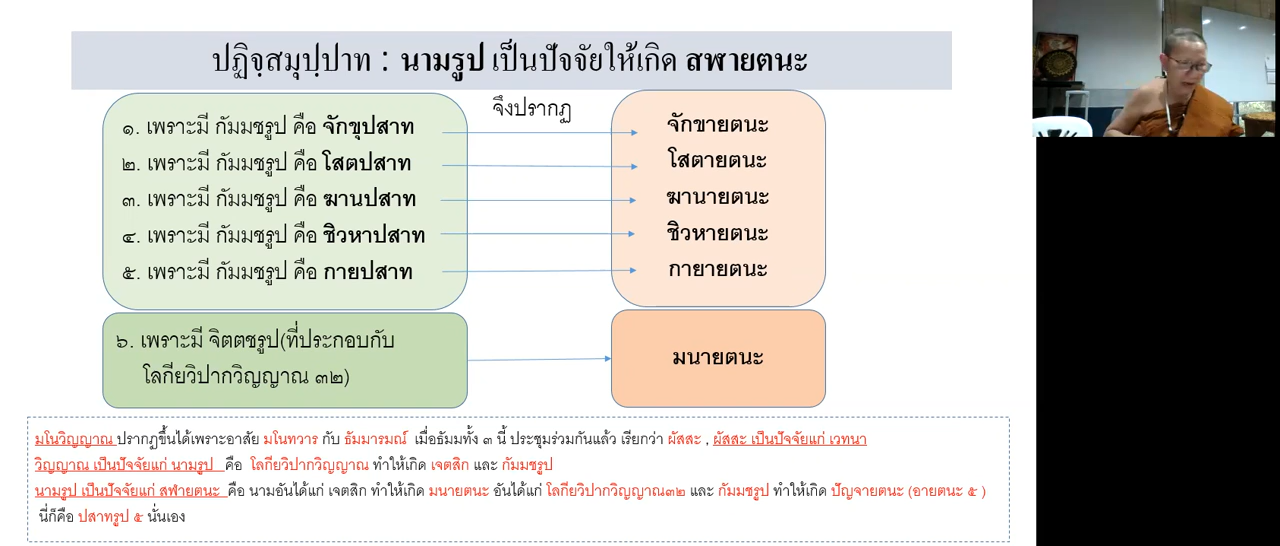 ปฏิจฺสมุปฺปาท : นามรูป เป็นปัจจัยให้เกิด สฬายตนะ
จึงปรากฏ
๑. เพราะมี กัมมชรูป คือ จักขุปสาท
จักขายตนะ
๒. เพราะมี กัมมชรูป คือ โสตปสาท
โสตายตนะ
๓. เพราะมี กัมมชรูป คือ ฆานปสาท
ฆานายตนะ
๔. เพราะมี กัมมชรูป คือ ชิวหาปสาท
ชิวหายตนะ
๕. เพราะมี กัมมชรูป คือ กายปสาท
กายายตนะ
๖. เพราะมี จิตตชรูป(ที่ประกอบกับ
โลกียวิปากวิญญาณ ๓๒)
มนายตนะ
มโนวิญญาณ ปรากฏขึ้นได้เพราะอาศัย มโนทวาร กับ ธัมมารมณ์ เมื่อธัมมทั้ง ๓ นี้ ประชุมร่วมกันแล้ว เรียกว่า ผัสสะ , ผัสสะ เป็นปัจจัยแก่ เวทนา
วิญญาณ เป็นปัจจัยแก่ นามรูป คือ โลกียวิปากวิญญาณ ทำให้เกิด เจตสิก และ กัมมชรูป
นามรูป เป็นปัจจัยแก่ สฬายตนะ คือ นามอันได้แก่ เจตสิก ทำให้เกิด มนายตนะ อันได้แก่ โลกียวิปากวิญญาณ๓๒ และ กัมมชรูป ทำให้เกิด ปัญจายตนะ (อายตนะ ๕ )
นี่ก็คือ ปสาทรูป ๕ นั่นเอง